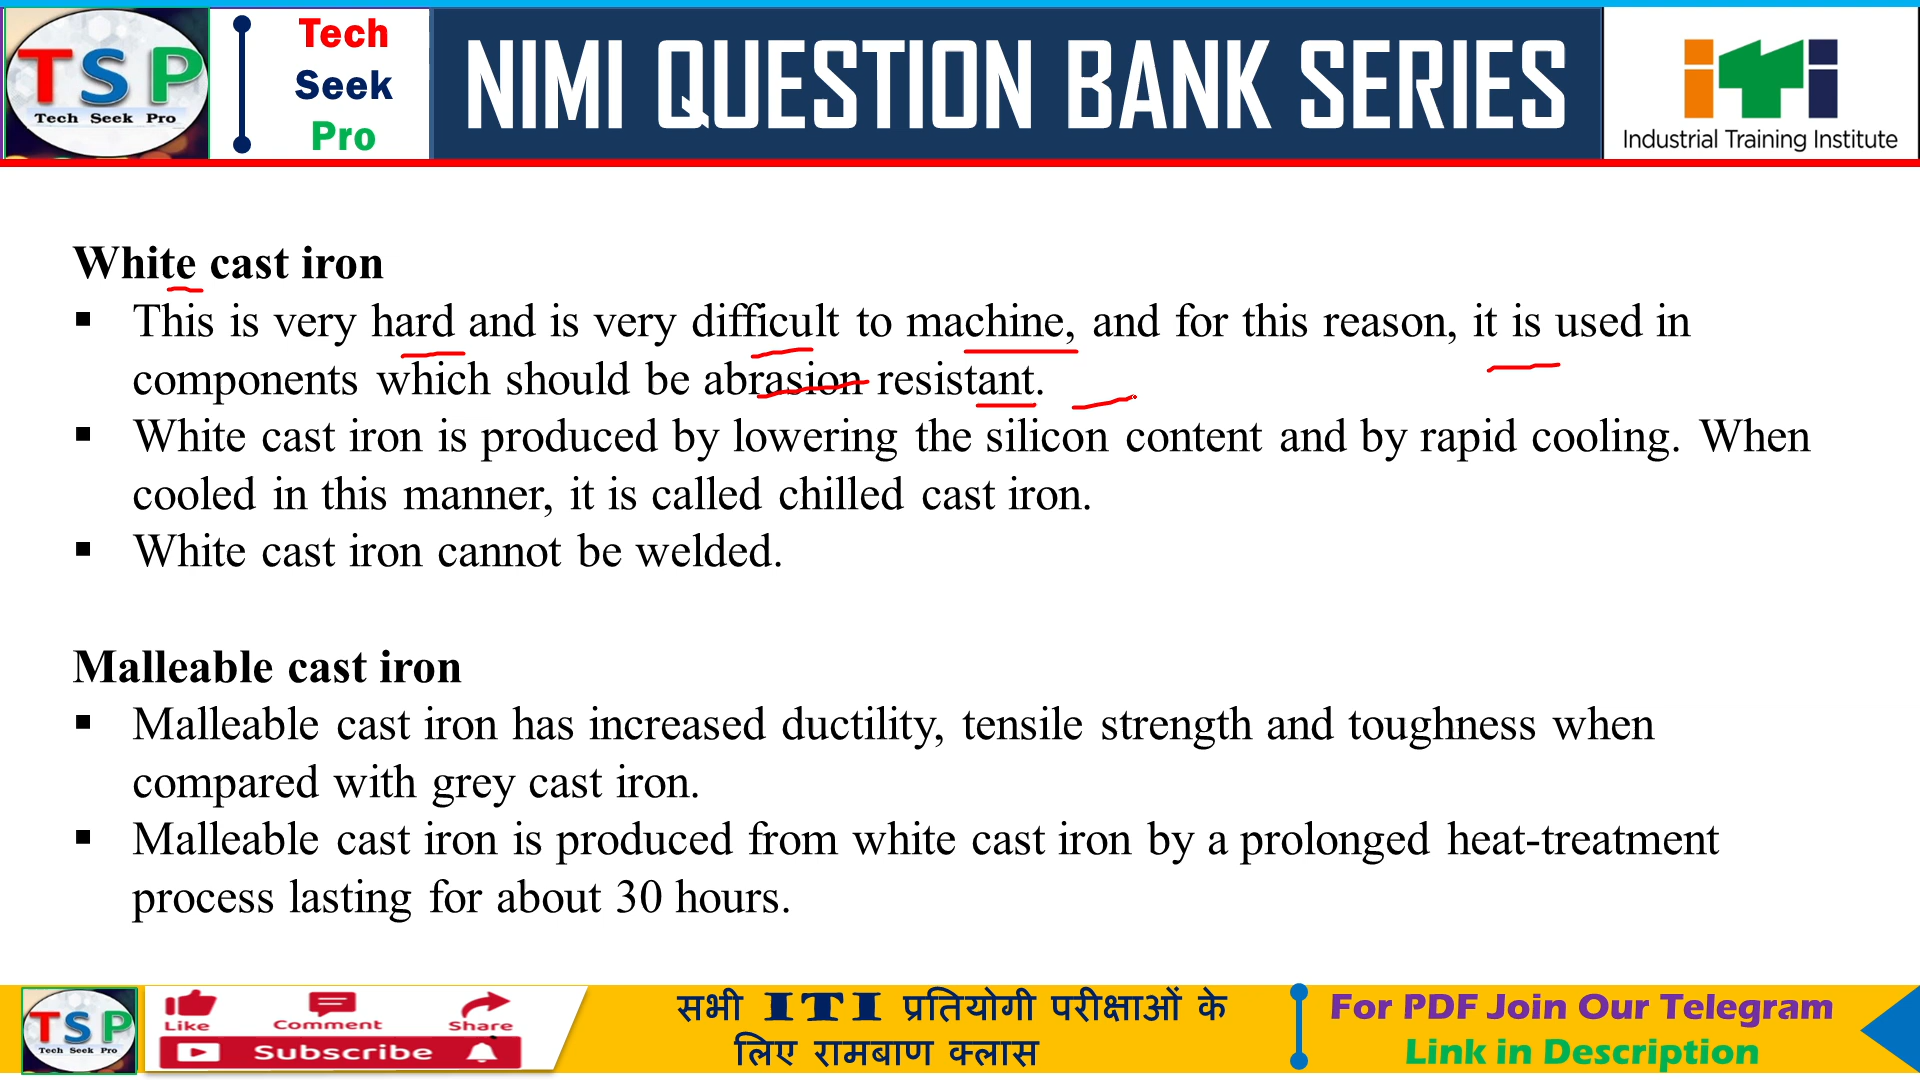 TSP
Tech Seek Pro
Tech
Seek
Pro
NIMI QUESTION BANK SERIES
iTi
Industrial Training Institute
White cast iron
▪ This is very hard and is very difficult to machine, and for this reason, it is used in
components which should be abrasion resistant.
▪ White cast iron is produced by lowering the silicon content and by rapid cooling. When
cooled in this manner, it is called chilled cast iron.
▪ White cast iron cannot be welded.
Malleable cast iron
▪ Malleable cast iron has increased ductility, tensile strength and toughness when
compared with grey cast iron.
▪ Malleable cast iron is produced from white cast iron by a prolonged heat-treatment
process lasting for about 30 hours.
TSP
Tech Seek Pro
Like Comment Share
Subscribe
सभी ITI प्रतियोगी परीक्षाओं के
लिए रामबाण क्लास
For PDF Join Our Telegram
Link in Description